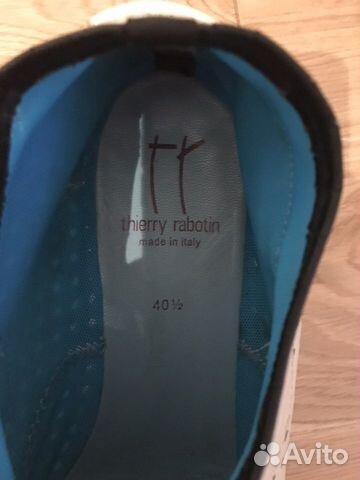 tr
thierry rabotin
made in italy
40½
Avito